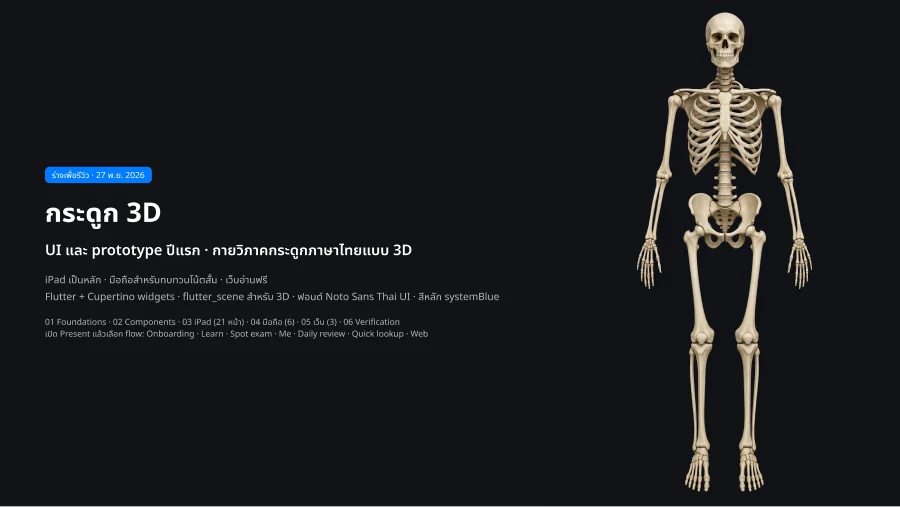 ร่างเพื่อรีวิว · 27 พ.ย. 2026
กระดูก 3D
UI และ prototype ปีแรก · กายวิภาคกระดูกภาษาไทยแบบ 3D
iPad เป็นหลัก · มือถือสำหรับทบทวนโน้ตสั้น · เว็บอ่านฟรี
Flutter + Cupertino widgets · flutter_scene สำหรับ 3D · ฟอนต์ Noto Sans Thai UI · สีหลัก systemBlue
01 Foundations · 02 Components · 03 iPad (21 หน้า) · 04 มือถือ (6) · 05 เว็บ (3) · 06 Verification
เปิด Present แล้วเลือก flow: Onboarding · Learn · Spot exam · Me · Daily review · Quick lookup · Web